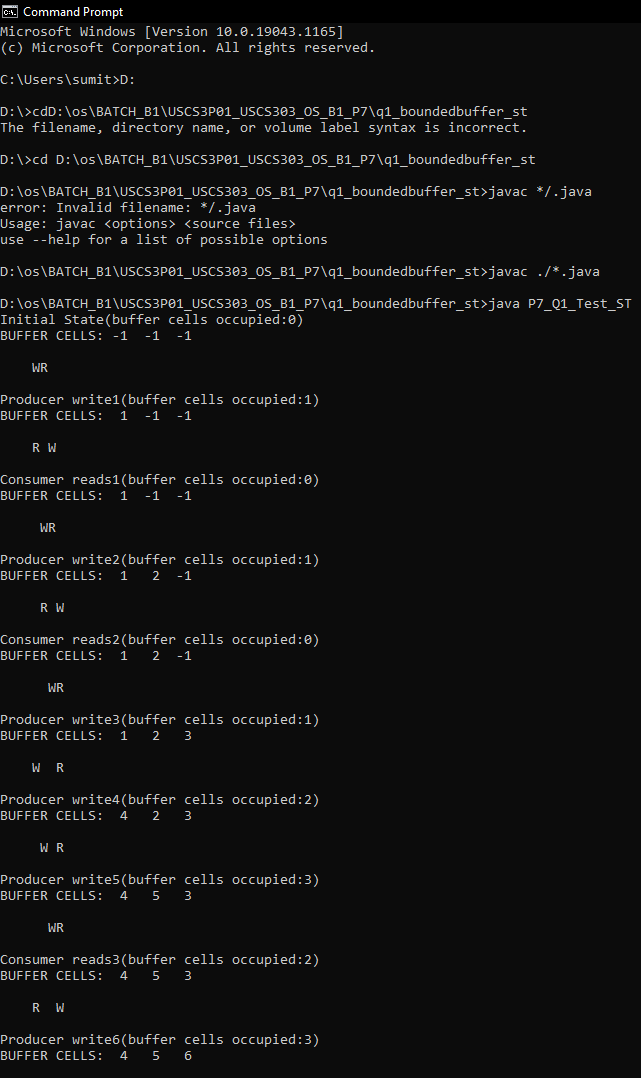 Command Prompt
Microsoft Windows [Version 10.0.19043.1165]
(c) Microsoft Corporation. All rights reserved.
C:\Users\sumit>D:
D:\>cdD:\os\BATCH_B1\USCS3P01_USCS303_OS_B1_P7\q1_boundedbuffer_st
The filename, directory name, or volume label syntax is incorrect.
D:\>cd D:\os\BATCH_B1\USCS3P01_USCS303_OS_B1_P7\q1_boundedbuffer_st
D:\os\BATCH_B1\USCS3P01_USCS303_OS_B1_P7\q1_boundedbuffer_st>javac */.java
error: Invalid filename: */.java
Usage: javac <options> <source files>
use --help for a list of possible options
D:\os\BATCH_B1\USCS3P01_USCS303_OS_B1_P7\q1_boundedbuffer_st>javac ./*.java
D:\os\BATCH_B1\USCS3P01_USCS303_OS_B1_P7\q1_boundedbuffer_st>java P7_Q1_Test_ST
Initial State(buffer cells occupied:0)
BUFFER CELLS: -1  -1  -1
    WR
Producer write1(buffer cells occupied:1)
BUFFER CELLS:  1  -1  -1
    R W
Consumer reads1(buffer cells occupied:0)
BUFFER CELLS:  1  -1  -1
     WR
Producer write2(buffer cells occupied:1)
BUFFER CELLS:  1   2  -1
     R W
Consumer reads2(buffer cells occupied:0)
BUFFER CELLS:  1   2  -1
      WR
Producer write3(buffer cells occupied:1)
BUFFER CELLS:  1   2   3
    W  R
Producer write4(buffer cells occupied:2)
BUFFER CELLS:  4   2   3
     W R
Producer write5(buffer cells occupied:3)
BUFFER CELLS:  4   5   3
      WR
Consumer reads3(buffer cells occupied:2)
BUFFER CELLS:  4   5   3
    R  W
Producer write6(buffer cells occupied:3)
BUFFER CELLS:  4   5   6